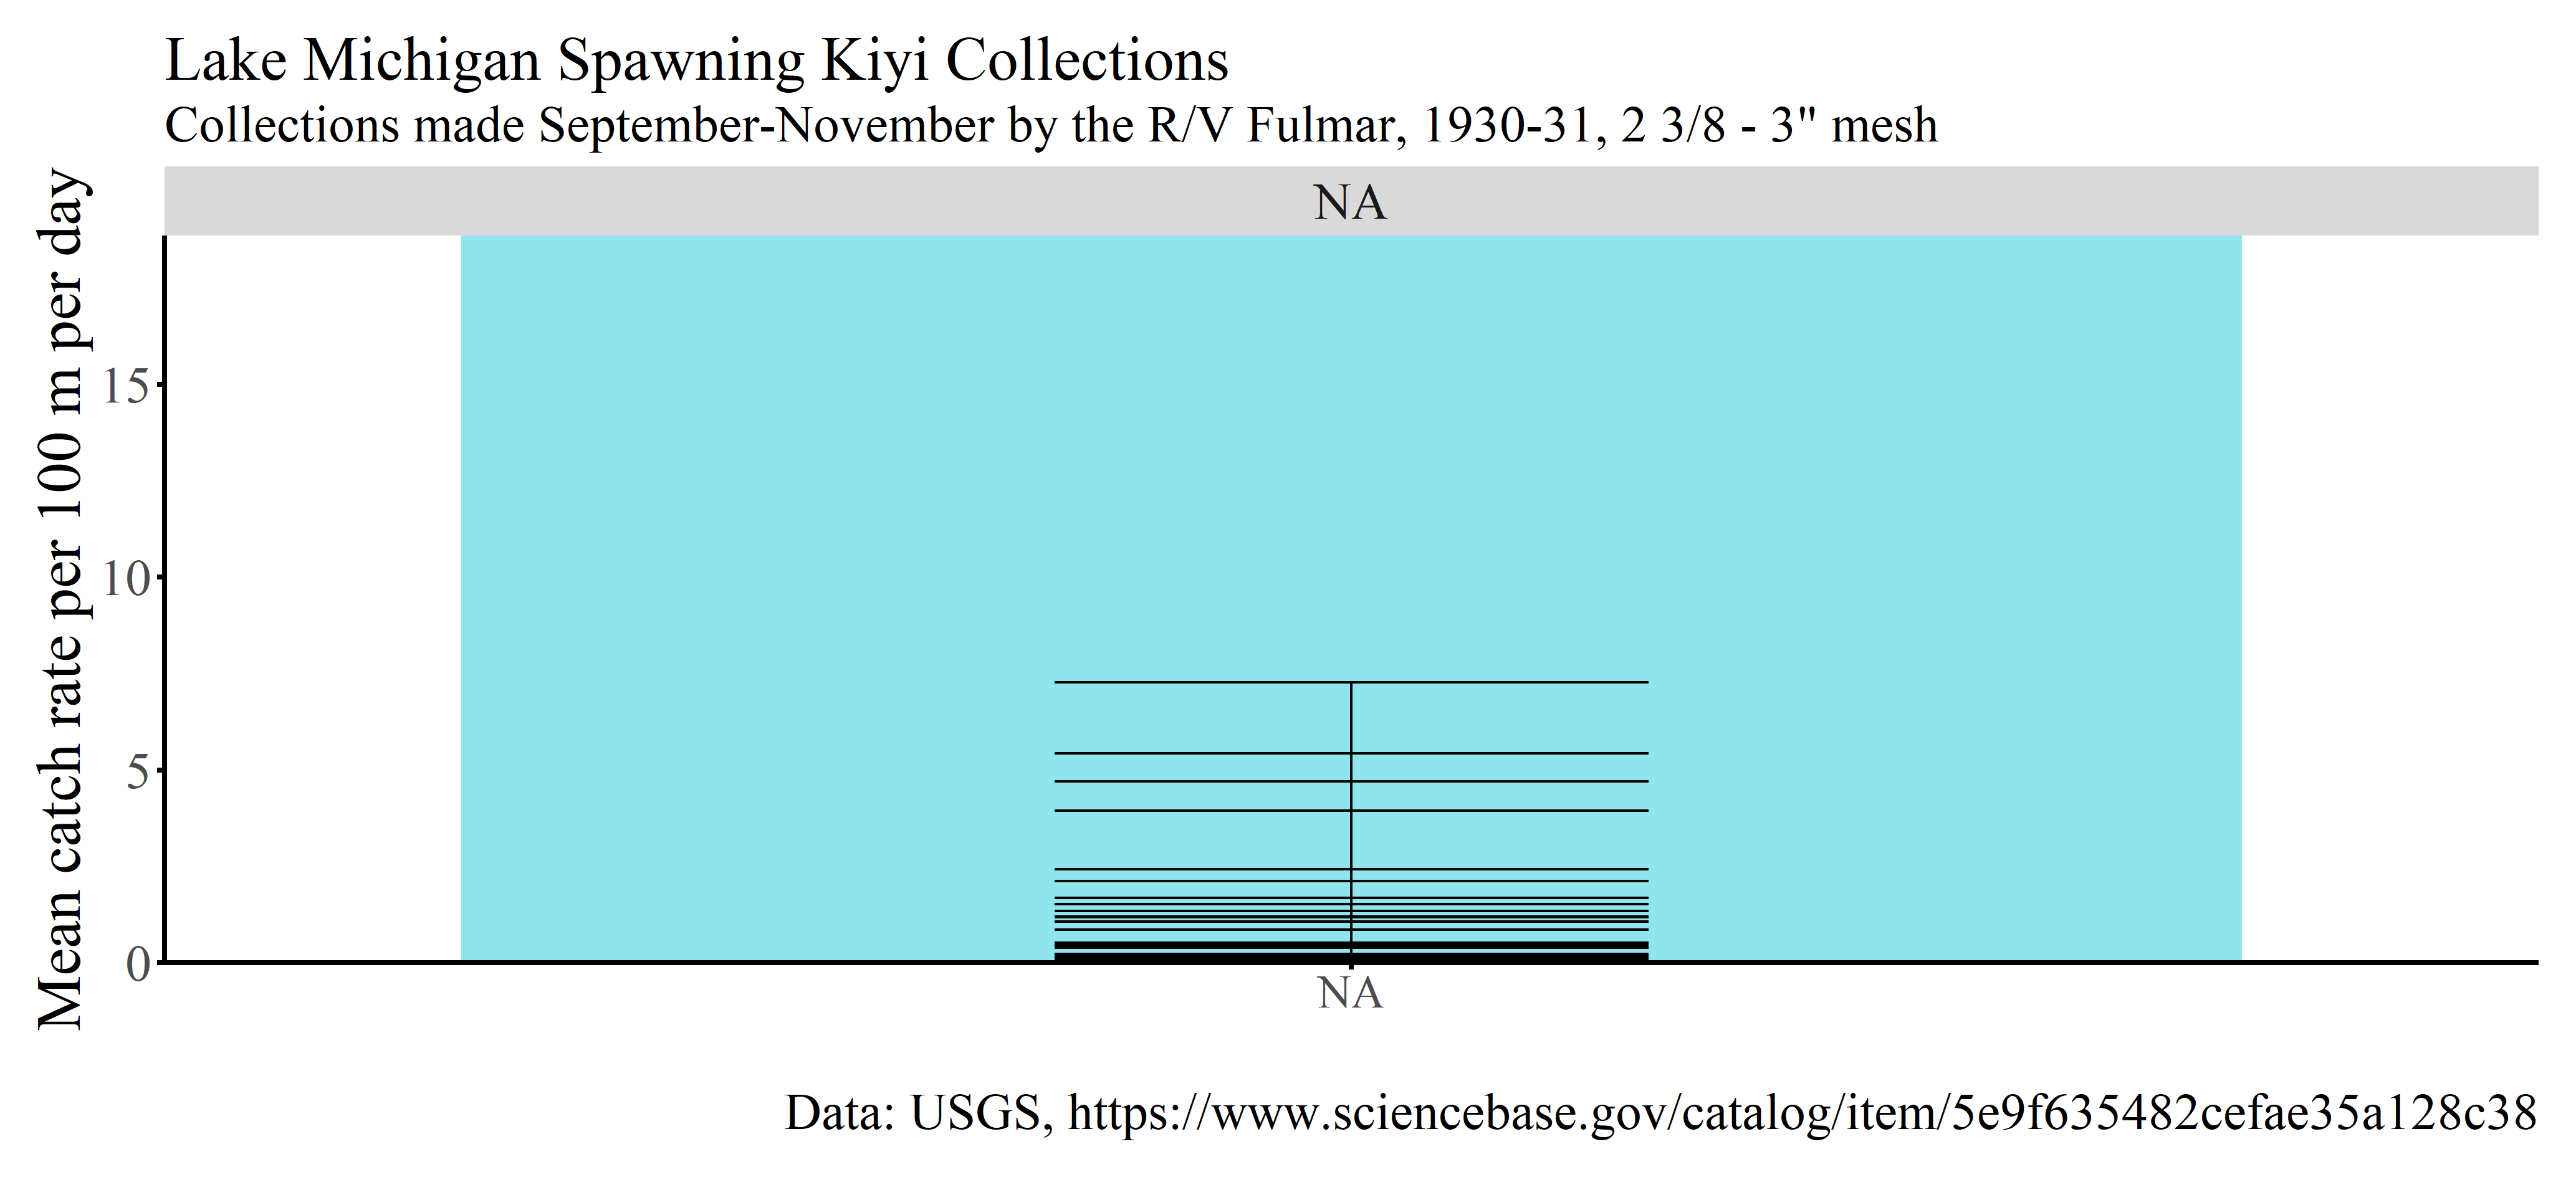 Lake Michigan Spawning Kiyi Collections
Collections made September-November by the R/V Fulmar, 1930-31, 2 3/8 - 3" mesh
NA
Mean catch rate per 100 m per day
15
10
5
0
NA
Data: USGS, https://www.sciencebase.gov/catalog/item/5e9f635482cefae35a128c38